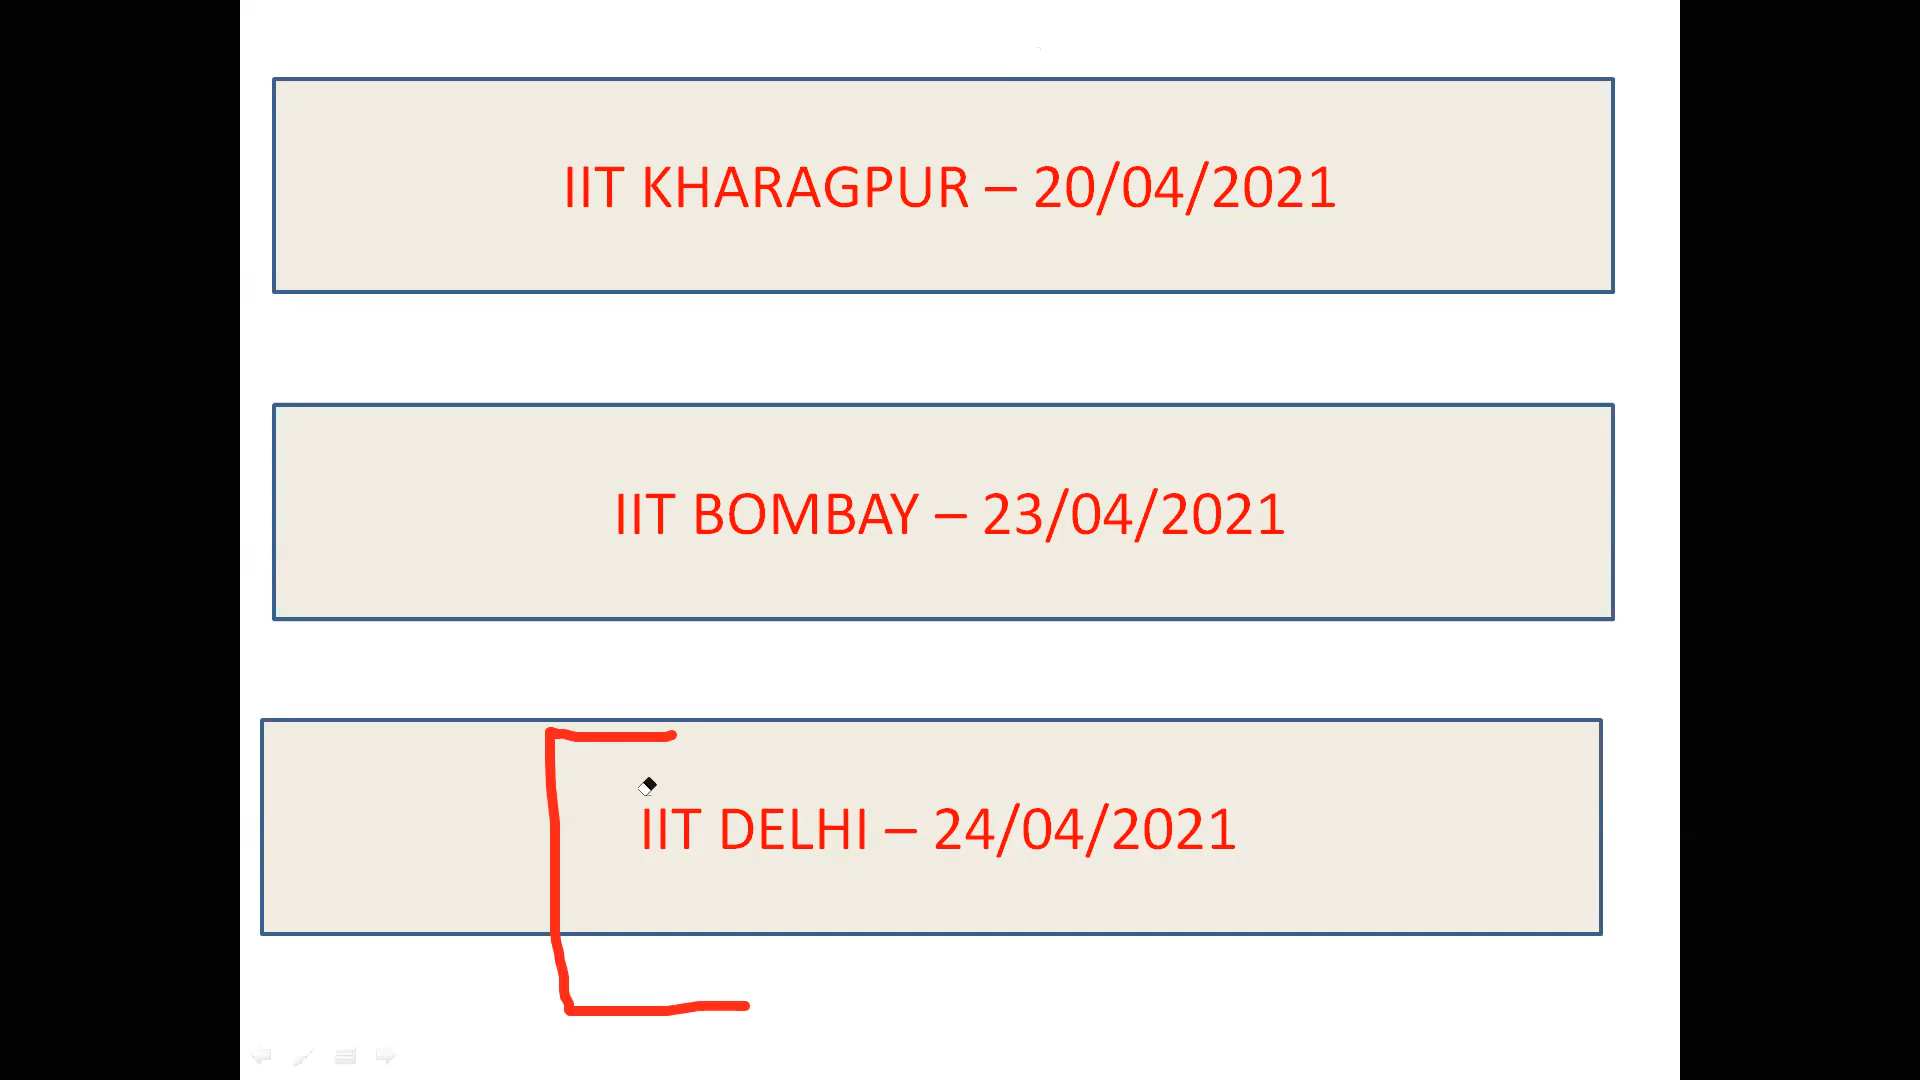 IIT KHARAGPUR – 20/04/2021
IIT BOMBAY – 23/04/2021
IIT DELHI – 24/04/2021